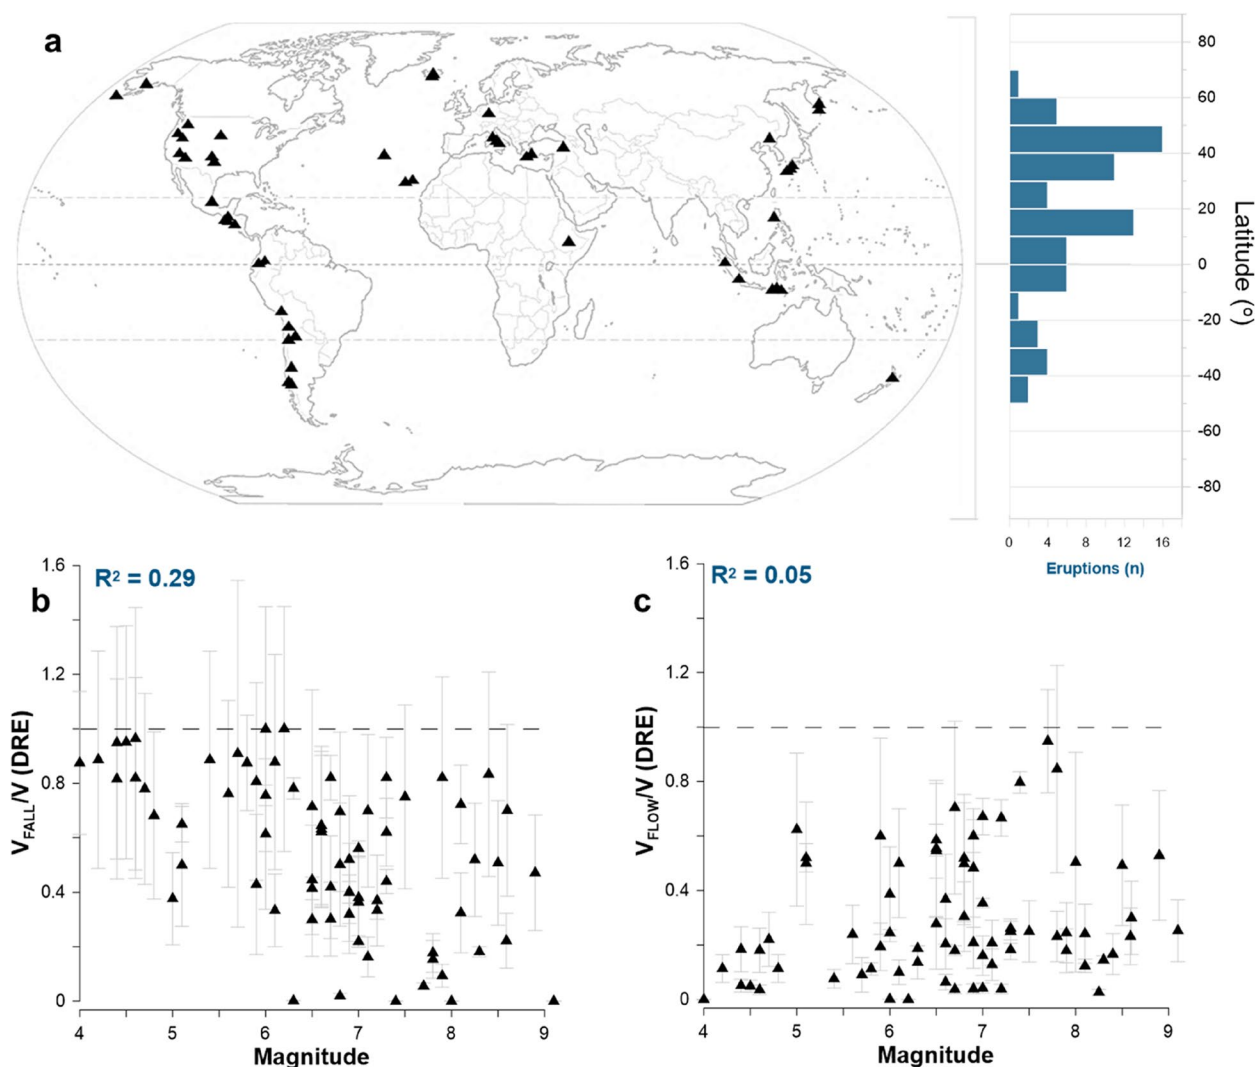 a
80
60
40
20
0
-20
-40
-60
-80
Latitude (°)
0 4 8 12 16
Eruptions (n)
b
R² = 0.29
1.6
1.2
0.8
0.4
0
V_FALL/V (DRE)
4 5 6 7 8 9
Magnitude
c
R² = 0.05
1.6
1.2
0.8
0.4
0
V_FLOW/V (DRE)
4 5 6 7 8 9
Magnitude